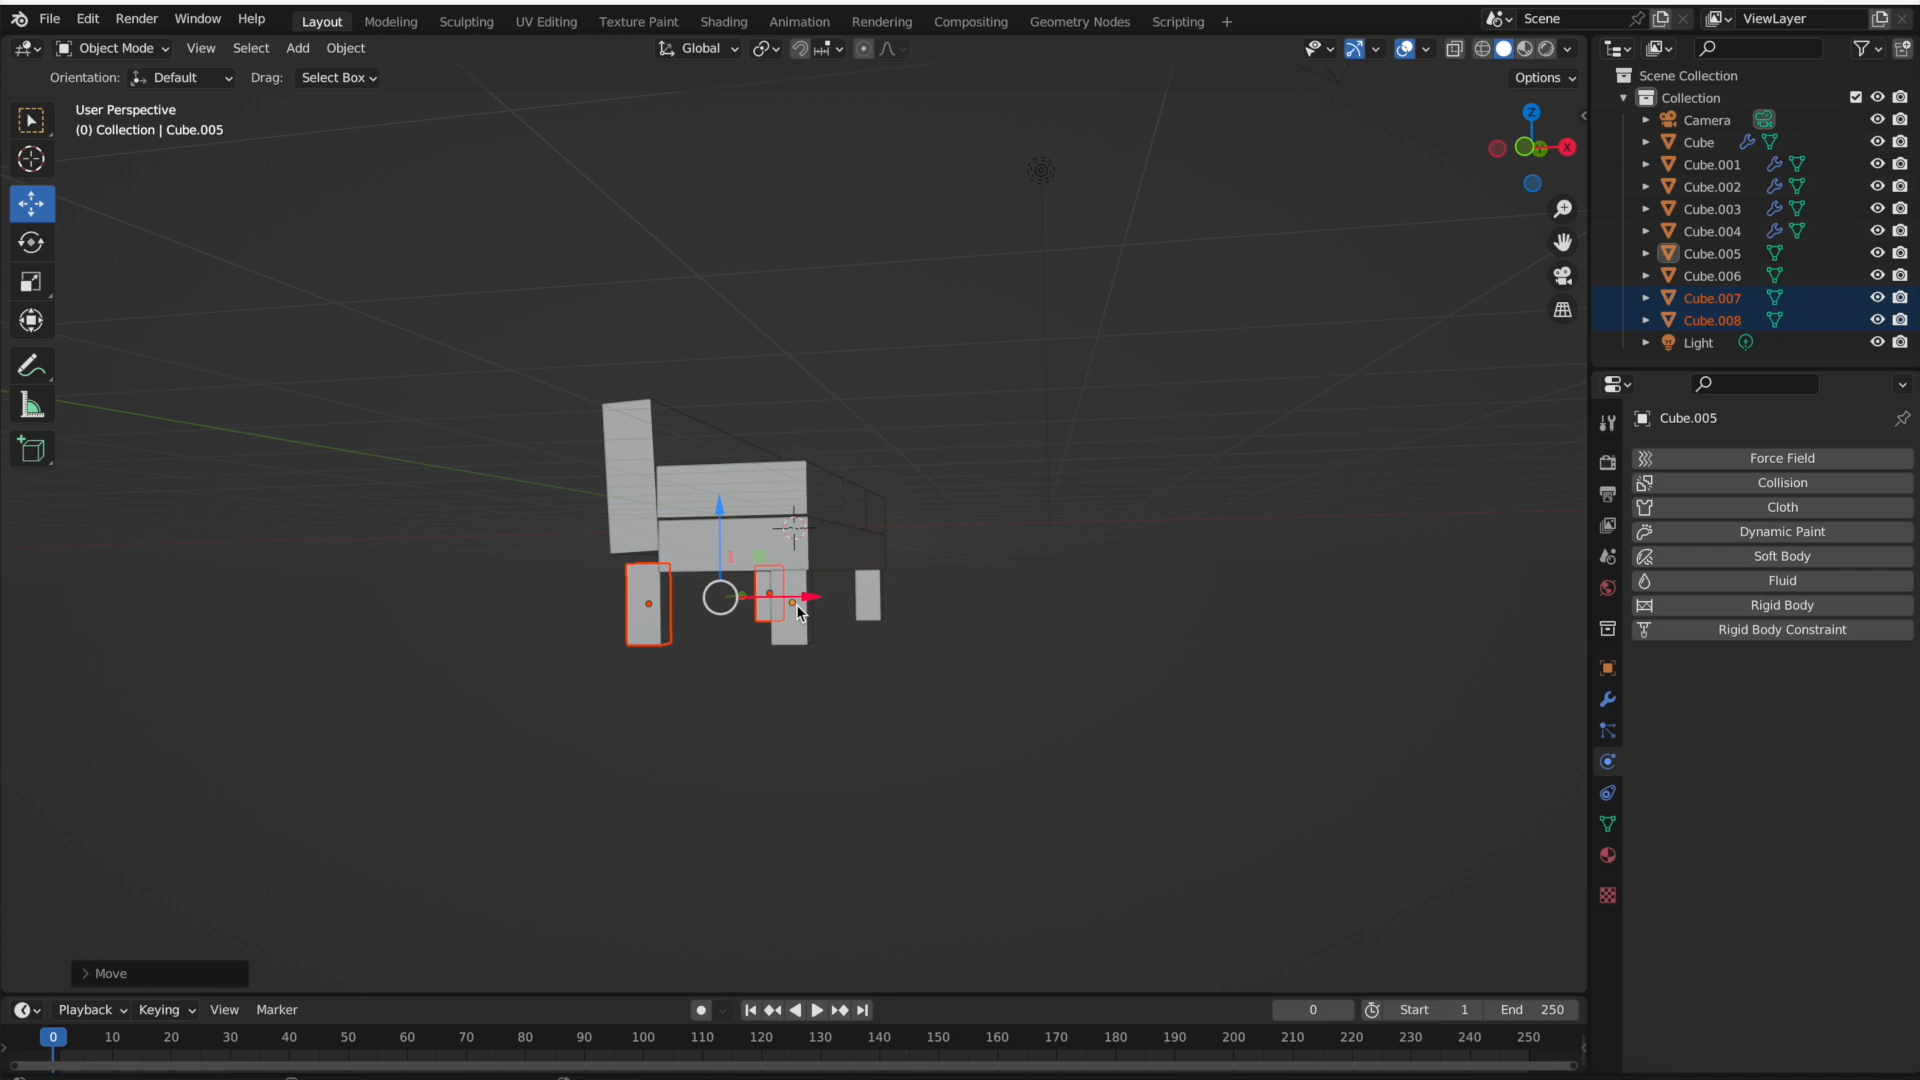 File Edit Render Window Help Layout Modeling Sculpting UV Editing Texture Paint Shading Animation Rendering Compositing Geometry Nodes Scripting + Scene ViewLayer
Object Mode View Select Add Object Global
Orientation: Default Drag: Select Box Options
User Perspective
(0) Collection | Cube.005
Z
X
Move
Scene Collection
Collection
Camera
Cube
Cube.001
Cube.002
Cube.003
Cube.004
Cube.005
Cube.006
Cube.007
Cube.008
Light
Cube.005
Force Field
Collision
Cloth
Dynamic Paint
Soft Body
Fluid
Rigid Body
Rigid Body Constraint
Playback Keying View Marker 0 Start 1 End 250
0 10 20 30 40 50 60 70 80 90 100 110 120 130 140 150 160 170 180 190 200 210 220 230 240 250